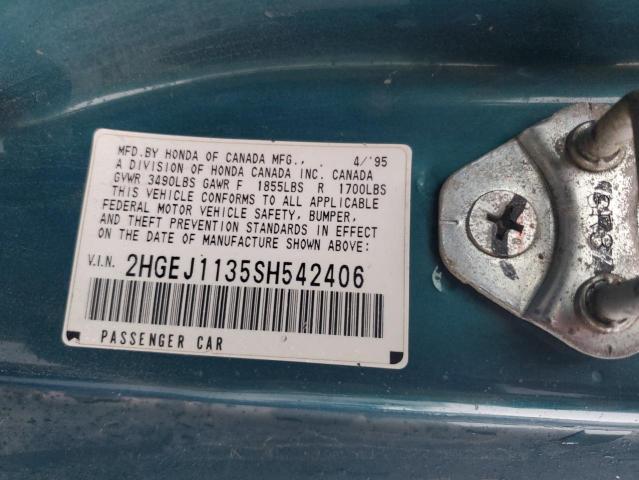 MFD.BY HONDA OF CANADA MFG., 4/'95
A DIVISION OF HONDA CANADA INC. CANADA
GVWR 3490LBS GAWR F 1855LBS R 1700LBS
THIS VEHICLE CONFORMS TO ALL APPLICABLE
FEDERAL MOTOR VEHICLE SAFETY, BUMPER,
AND THEFT PREVENTION STANDARDS IN EFFECT
ON THE DATE OF MANUFACTURE SHOWN ABOVE:
V.I.N. 2HGEJ1135SH542406
PASSENGER CAR